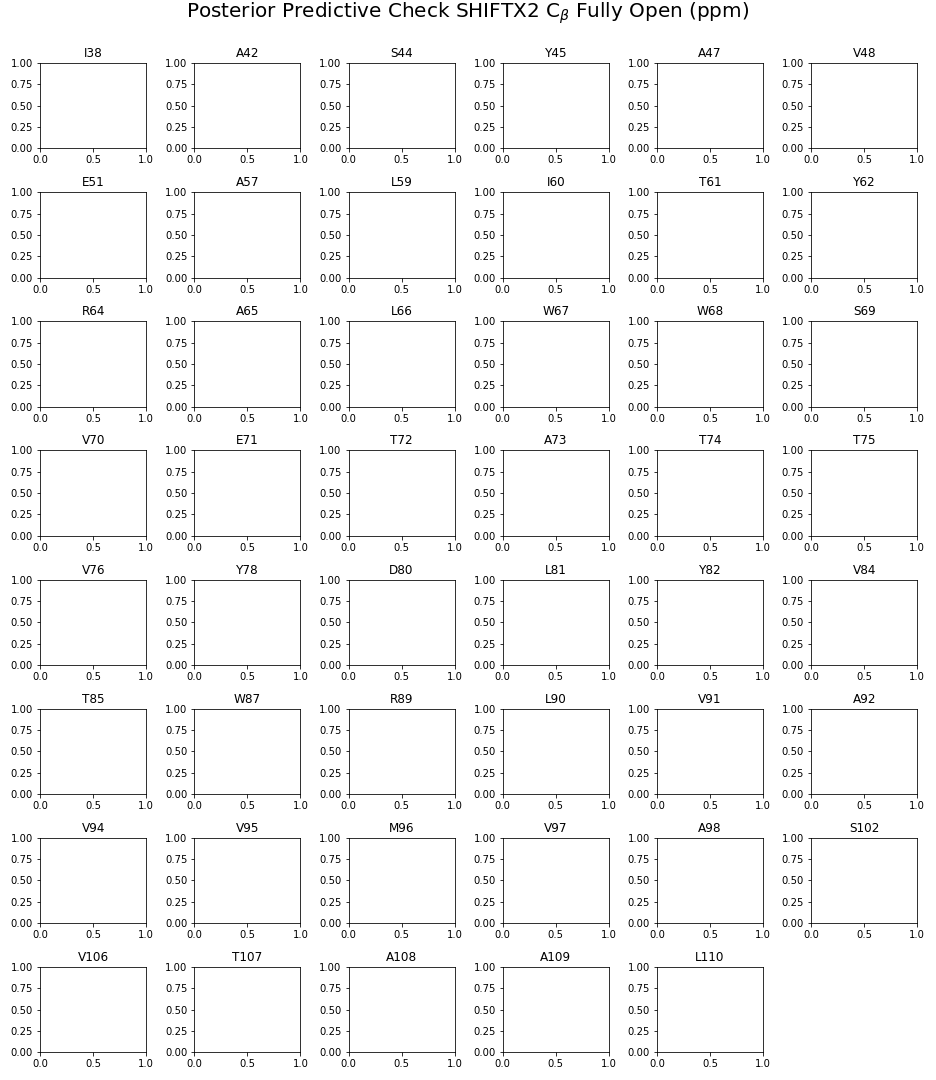 Posterior Predictive Check SHIFTX2 Cβ Fully Open (ppm)
I38 A42 S44 Y45 A47 V48
1.00 1.00 1.00 1.00 1.00 1.00
0.75 0.75 0.75 0.75 0.75 0.75
0.50 0.50 0.50 0.50 0.50 0.50
0.25 0.25 0.25 0.25 0.25 0.25
0.00 0.00 0.00 0.00 0.00 0.00
0.0 0.5 1.0 0.0 0.5 1.0 0.0 0.5 1.0 0.0 0.5 1.0 0.0 0.5 1.0 0.0 0.5 1.0
E51 A57 L59 I60 T61 Y62
1.00 1.00 1.00 1.00 1.00 1.00
0.75 0.75 0.75 0.75 0.75 0.75
0.50 0.50 0.50 0.50 0.50 0.50
0.25 0.25 0.25 0.25 0.25 0.25
0.00 0.00 0.00 0.00 0.00 0.00
0.0 0.5 1.0 0.0 0.5 1.0 0.0 0.5 1.0 0.0 0.5 1.0 0.0 0.5 1.0 0.0 0.5 1.0
R64 A65 L66 W67 W68 S69
1.00 1.00 1.00 1.00 1.00 1.00
0.75 0.75 0.75 0.75 0.75 0.75
0.50 0.50 0.50 0.50 0.50 0.50
0.25 0.25 0.25 0.25 0.25 0.25
0.00 0.00 0.00 0.00 0.00 0.00
0.0 0.5 1.0 0.0 0.5 1.0 0.0 0.5 1.0 0.0 0.5 1.0 0.0 0.5 1.0 0.0 0.5 1.0
V70 E71 T72 A73 T74 T75
1.00 1.00 1.00 1.00 1.00 1.00
0.75 0.75 0.75 0.75 0.75 0.75
0.50 0.50 0.50 0.50 0.50 0.50
0.25 0.25 0.25 0.25 0.25 0.25
0.00 0.00 0.00 0.00 0.00 0.00
0.0 0.5 1.0 0.0 0.5 1.0 0.0 0.5 1.0 0.0 0.5 1.0 0.0 0.5 1.0 0.0 0.5 1.0
V76 Y78 D80 L81 Y82 V84
1.00 1.00 1.00 1.00 1.00 1.00
0.75 0.75 0.75 0.75 0.75 0.75
0.50 0.50 0.50 0.50 0.50 0.50
0.25 0.25 0.25 0.25 0.25 0.25
0.00 0.00 0.00 0.00 0.00 0.00
0.0 0.5 1.0 0.0 0.5 1.0 0.0 0.5 1.0 0.0 0.5 1.0 0.0 0.5 1.0 0.0 0.5 1.0
T85 W87 R89 L90 V91 A92
1.00 1.00 1.00 1.00 1.00 1.00
0.75 0.75 0.75 0.75 0.75 0.75
0.50 0.50 0.50 0.50 0.50 0.50
0.25 0.25 0.25 0.25 0.25 0.25
0.00 0.00 0.00 0.00 0.00 0.00
0.0 0.5 1.0 0.0 0.5 1.0 0.0 0.5 1.0 0.0 0.5 1.0 0.0 0.5 1.0 0.0 0.5 1.0
V94 V95 M96 V97 A98 S102
1.00 1.00 1.00 1.00 1.00 1.00
0.75 0.75 0.75 0.75 0.75 0.75
0.50 0.50 0.50 0.50 0.50 0.50
0.25 0.25 0.25 0.25 0.25 0.25
0.00 0.00 0.00 0.00 0.00 0.00
0.0 0.5 1.0 0.0 0.5 1.0 0.0 0.5 1.0 0.0 0.5 1.0 0.0 0.5 1.0 0.0 0.5 1.0
V106 T107 A108 A109 L110
1.00 1.00 1.00 1.00 1.00
0.75 0.75 0.75 0.75 0.75
0.50 0.50 0.50 0.50 0.50
0.25 0.25 0.25 0.25 0.25
0.00 0.00 0.00 0.00 0.00
0.0 0.5 1.0 0.0 0.5 1.0 0.0 0.5 1.0 0.0 0.5 1.0 0.0 0.5 1.0